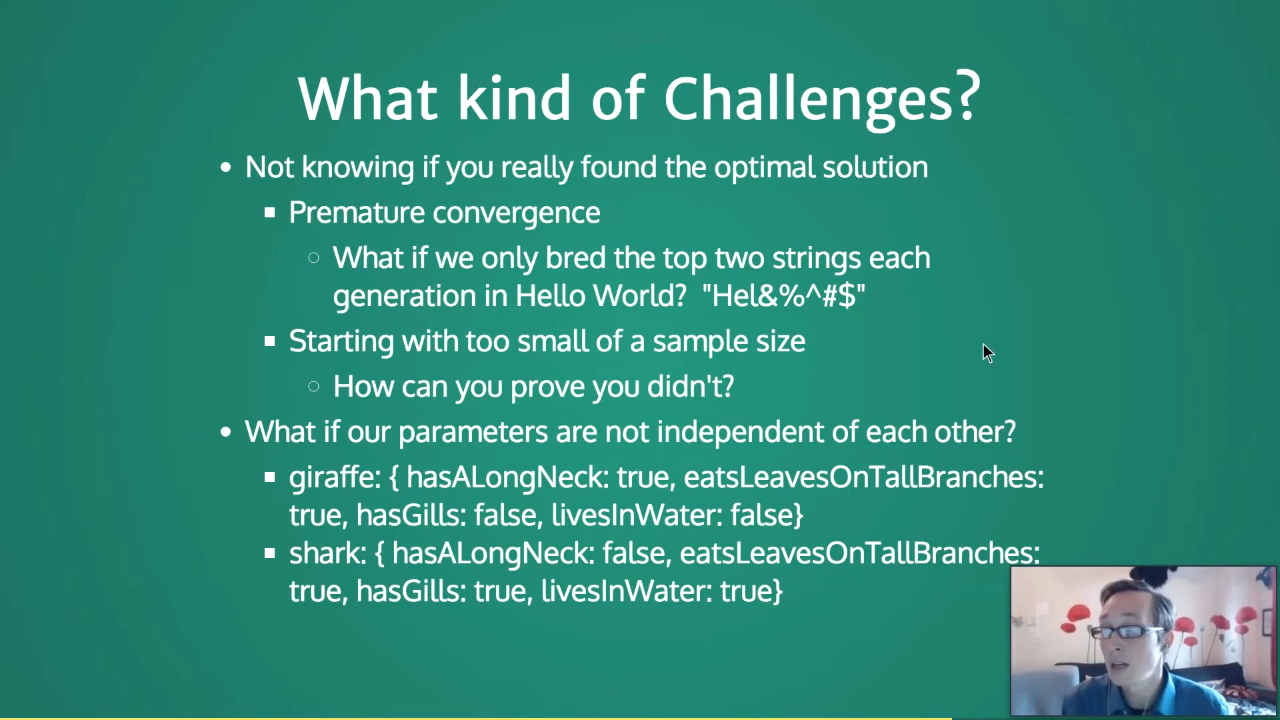 What kind of Challenges?
Not knowing if you really found the optimal solution
Premature convergence
What if we only bred the top two strings each
generation in Hello World?  "Hel&%^#$"
Starting with too small of a sample size
How can you prove you didn't?
What if our parameters are not independent of each other?
giraffe: { hasALongNeck: true, eatsLeavesOnTallBranches:
true, hasGills: false, livesInWater: false}
shark: { hasALongNeck: false, eatsLeavesOnTallBranches:
true, hasGills: true, livesInWater: true}